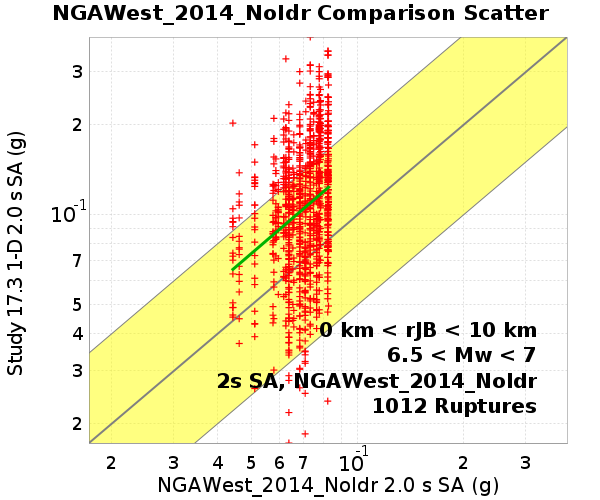 NGAWest_2014_NoIdr Comparison Scatter
Study 17.3 1-D 2.0 s SA (g)
3
2
10⁻¹
7
5
4
3
2
0 km < rJB < 10 km
6.5 < Mw < 7
2s SA, NGAWest_2014_NoIdr
1012 Ruptures
2 3 4 5 6 7 10⁻¹ 2 3
NGAWest_2014_NoIdr 2.0 s SA (g)